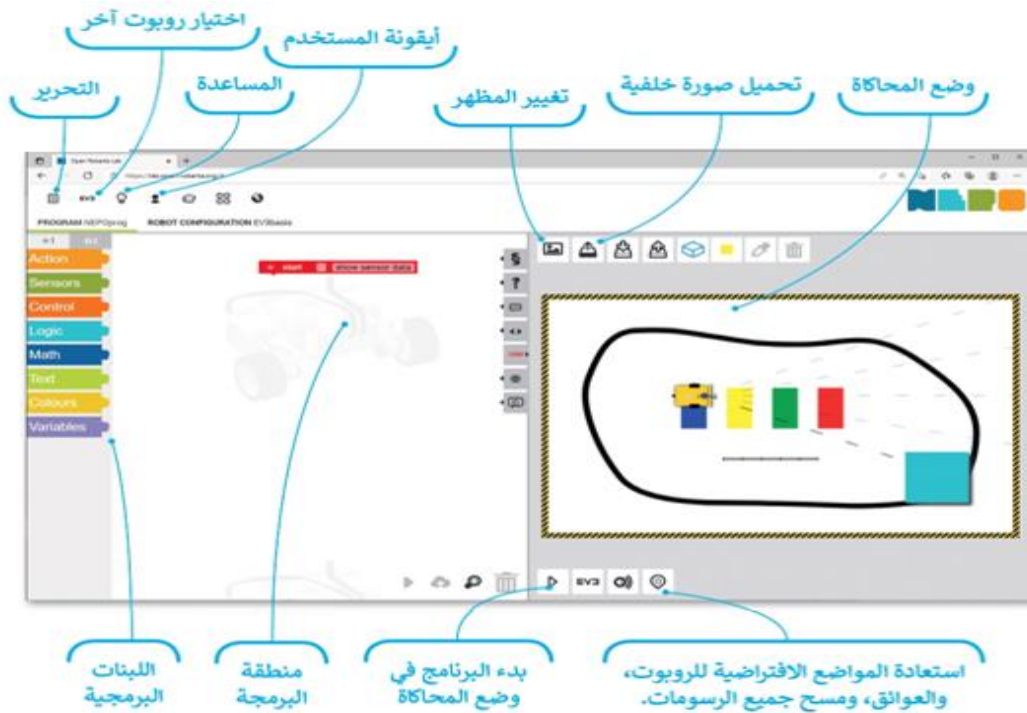 اختيار روبوت آخر
أيقونة المستخدم
التحرير
المساعدة
تغيير المظهر
تحميل صورة خلفية
وضع المحاكاة
Open Roberta Lab
EV3
PROGRAM NEPOprog
ROBOT CONFIGURATION EV3basis
Action
Sensors
Control
Logic
Math
Text
Colours
Variables
start
show sensor data
EV3
اللبنات
البرمجية
منطقة
البرمجة
بدء البرنامج في
وضع المحاكاة
استعادة المواضع الافتراضية للروبوت،
والعوائق، ومسح جميع الرسومات.